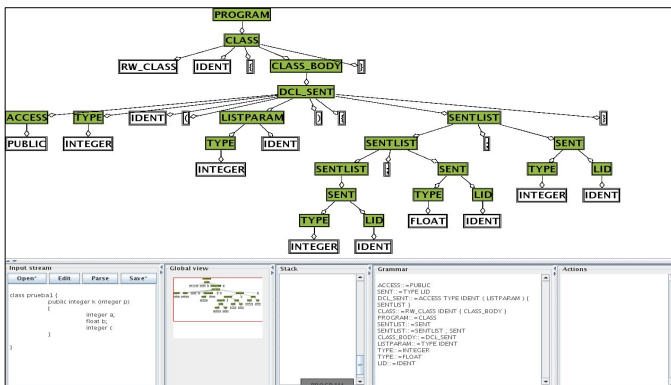 PROGRAM
CLASS
RW_CLASS IDENT { CLASS_BODY }
DCL_SENT
ACCESS TYPE IDENT ( LISTPARAM ) { SENTLIST }
PUBLIC INTEGER TYPE IDENT SENTLIST ; SENT
INTEGER SENTLIST ; SENT TYPE LID
SENT TYPE LID INTEGER IDENT
TYPE LID FLOAT IDENT
INTEGER IDENT
Input stream
Open* Edit Parse Save*
class prueba1 {
public integer k (integer p)
{
integer a;
float b;
integer c
}
}
Global view
Stack
PROGRAM
Grammar
ACCESS::=PUBLIC
SENT::=TYPE LID
DCL_SENT::=ACCESS TYPE IDENT ( LISTPARAM ) {
SENTLIST }
CLASS::=RW_CLASS IDENT { CLASS_BODY }
PROGRAM::=CLASS
SENTLIST::=SENT
SENTLIST::=SENTLIST ; SENT
CLASS_BODY::=DCL_SENT
LISTPARAM::=TYPE IDENT
TYPE::=INTEGER
TYPE::=FLOAT
LID::=IDENT
Actions